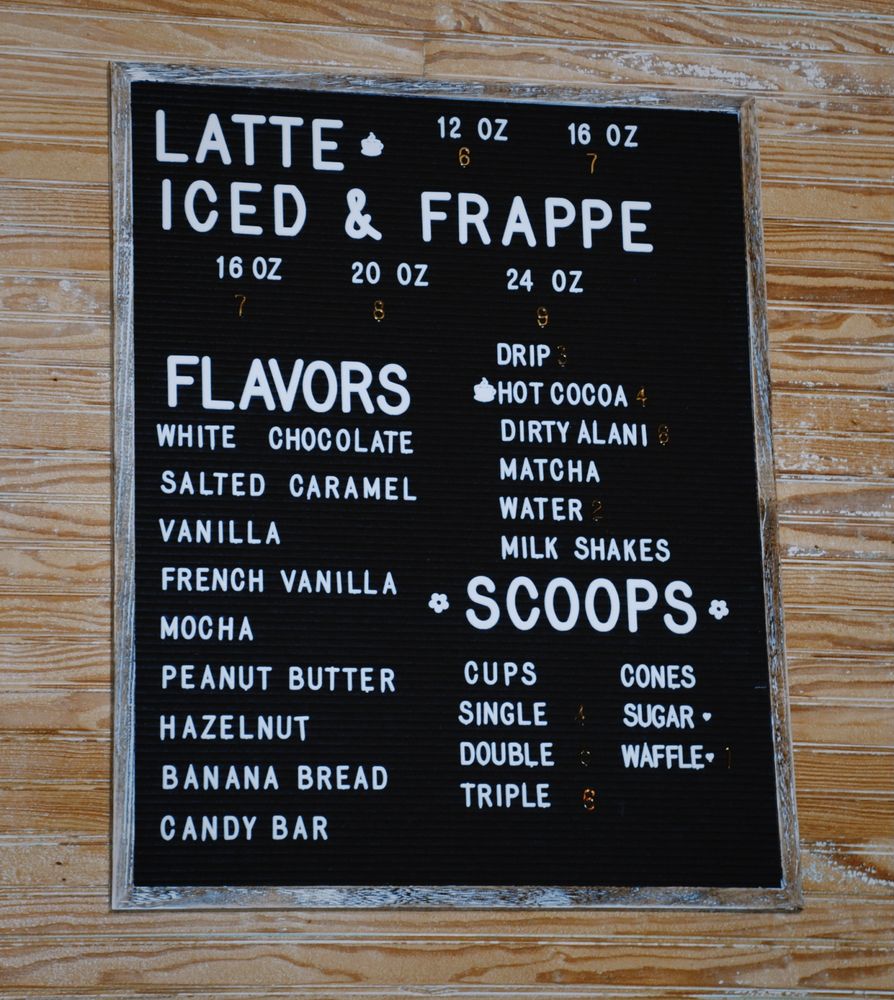 LATTE 12 OZ 16 OZ
6 7
ICED & FRAPPE
16 OZ 20 OZ 24 OZ
7 8 9
FLAVORS
WHITE CHOCOLATE
SALTED CARAMEL
VANILLA
FRENCH VANILLA
MOCHA
PEANUT BUTTER
HAZELNUT
BANANA BREAD
CANDY BAR
DRIP 3
HOT COCOA 4
DIRTY ALANI 6
MATCHA
WATER 2
MILK SHAKES
SCOOPS
CUPS
SINGLE 4
DOUBLE
TRIPLE
CONES
SUGAR
WAFFLE 1